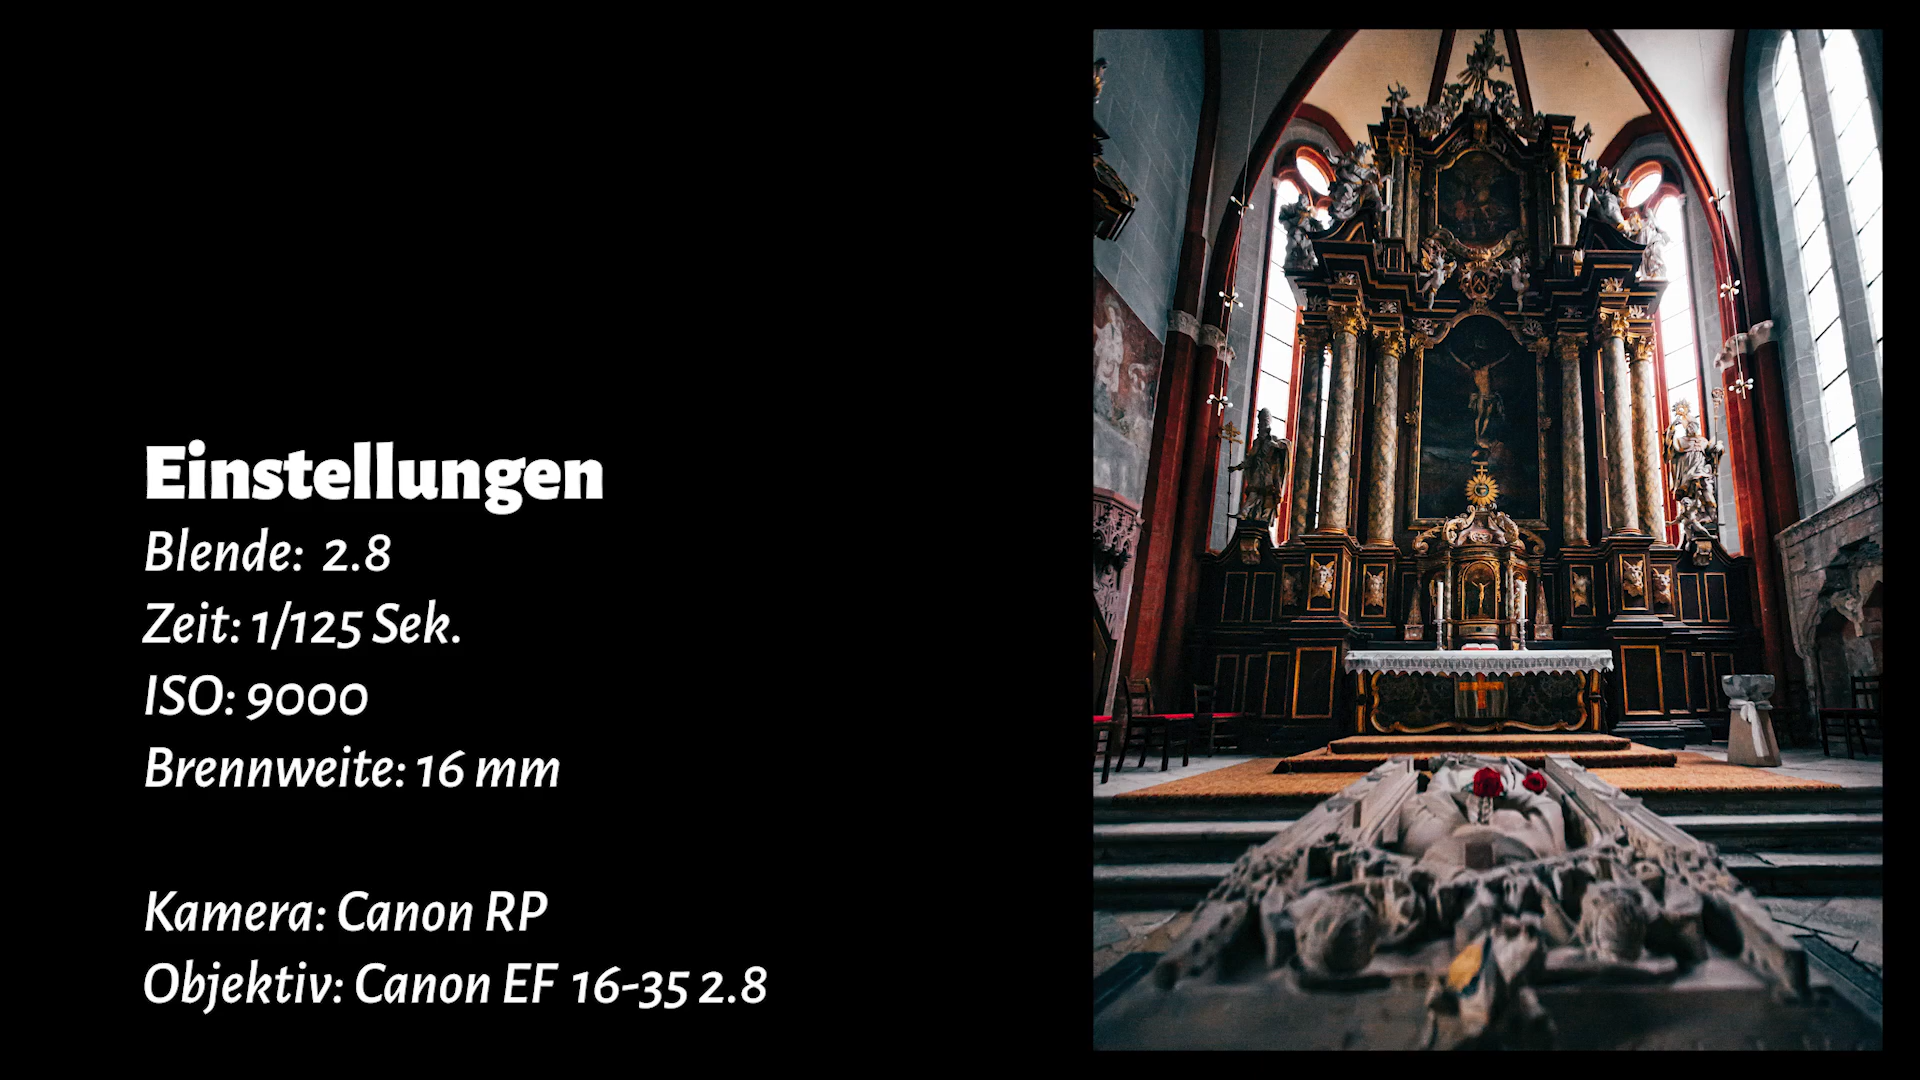 Einstellungen
Blende: 2.8
Zeit: 1/125 Sek.
ISO: 9000
Brennweite: 16 mm
Kamera: Canon RP
Objektiv: Canon EF 16-35 2.8